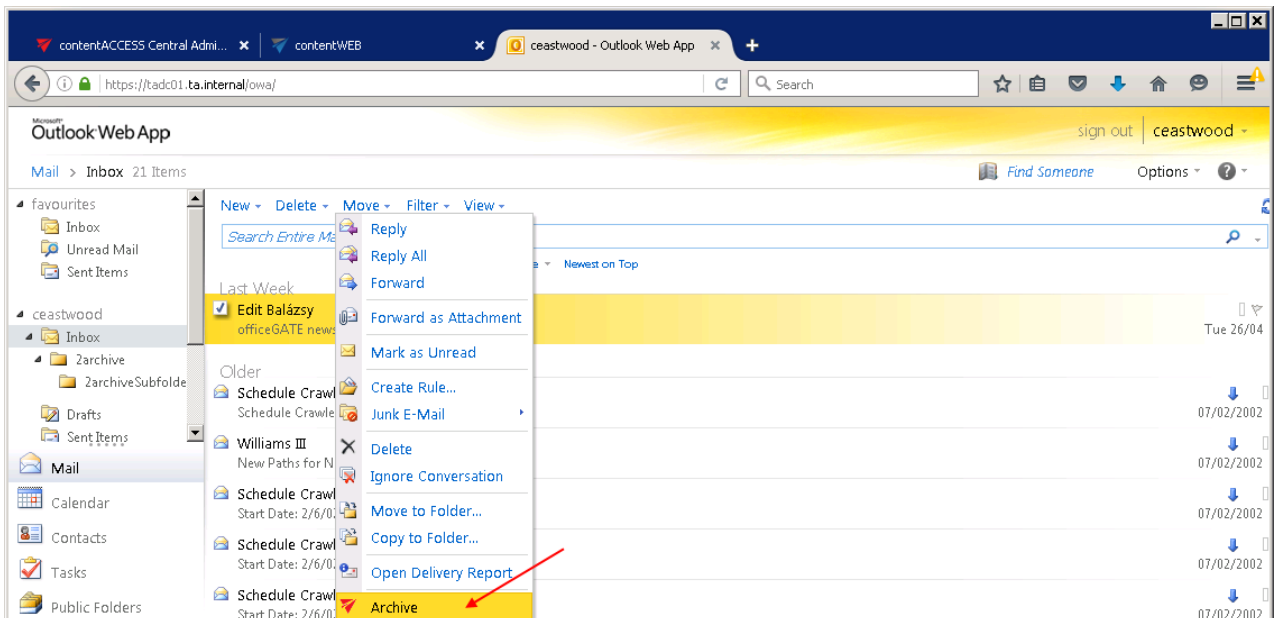 contentACCESS Central Admi... contentWEB ceastwood - Outlook Web App
https://tadc01.ta.internal/owa/ Search
Microsoft®
Outlook Web App sign out ceastwood
Mail > Inbox 21 Items Find Someone Options
favourites
Inbox
Unread Mail
Sent Items
ceastwood
Inbox
2archive
2archiveSubfolde
Drafts
Sent Items
Mail
Calendar
Contacts
Tasks
Public Folders
New Delete Move Filter View
Search Entire Ma
Newest on Top
Last Week
Edit Balázsy
officeGATE news
Tue 26/04
Older
Schedule Crawl
Schedule Crawle
07/02/2002
Williams III
New Paths for N
07/02/2002
Schedule Crawl
Start Date: 2/6/02
07/02/2002
Schedule Crawl
Start Date: 2/6/02
07/02/2002
Schedule Crawl
Start Date: 2/6/02
07/02/2002
Reply
Reply All
Forward
Forward as Attachment
Mark as Unread
Create Rule...
Junk E-Mail
Delete
Ignore Conversation
Move to Folder...
Copy to Folder...
Open Delivery Report
Archive